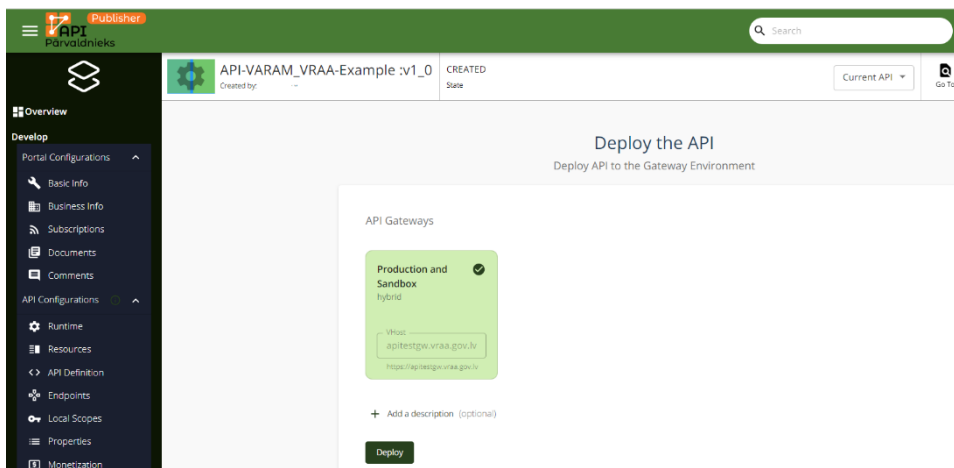 Publisher
API
Pārvaldnieks
Search
API-VARAM_VRAA-Example :v1_0
Created by:
CREATED
State
Current API
Go To
Overview
Develop
Portal Configurations
Basic Info
Business Info
Subscriptions
Documents
Comments
API Configurations
Runtime
Resources
API Definition
Endpoints
Local Scopes
Properties
Monetization
Deploy the API
Deploy API to the Gateway Environment
API Gateways
Production and
Sandbox
hybrid
VHost
apitestgw.vraa.gov.lv
https://apitestgw.vraa.gov.lv
Add a description (optional)
Deploy